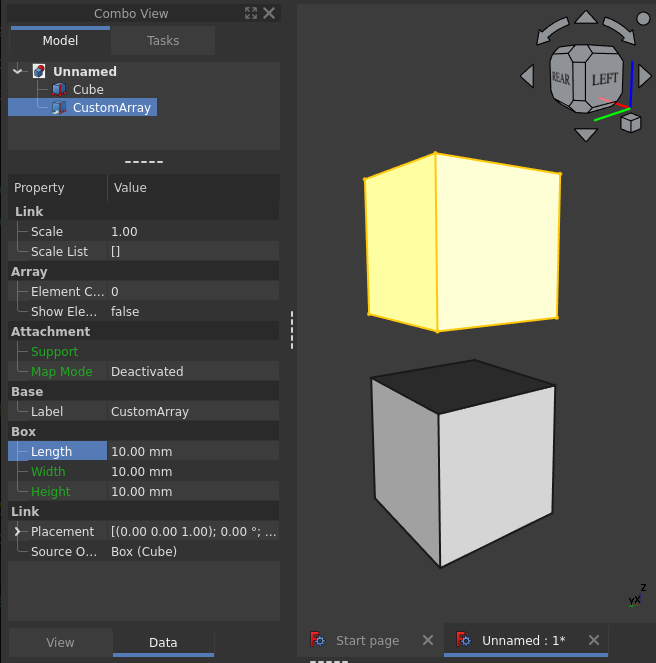 Combo View
Model Tasks
Unnamed
Cube
CustomArray
Property Value
Link
Scale 1.00
Scale List []
Array
Element C... 0
Show Ele... false
Attachment
Support
Map Mode Deactivated
Base
Label CustomArray
Box
Length 10.00 mm
Width 10.00 mm
Height 10.00 mm
Link
Placement [(0.00 0.00 1.00); 0.00 °; ...
Source O... Box (Cube)
View Data
REAR LEFT
Z
Y X
Start page Unnamed : 1*